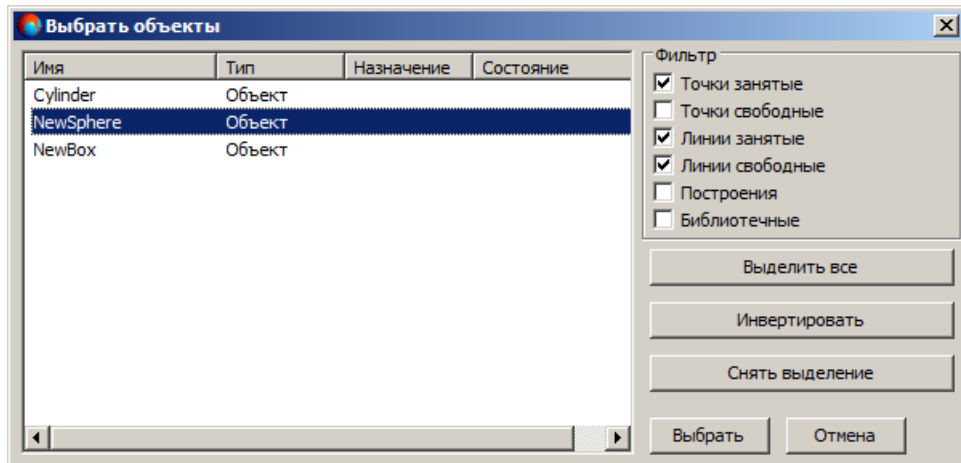 Выбрать объекты
Имя Тип Назначение Состояние
Cylinder Объект
NewSphere Объект
NewBox Объект
Фильтр
Точки занятые
Точки свободные
Линии занятые
Линии свободные
Построения
Библиотечные
Выделить все
Инвертировать
Снять выделение
Выбрать Отмена